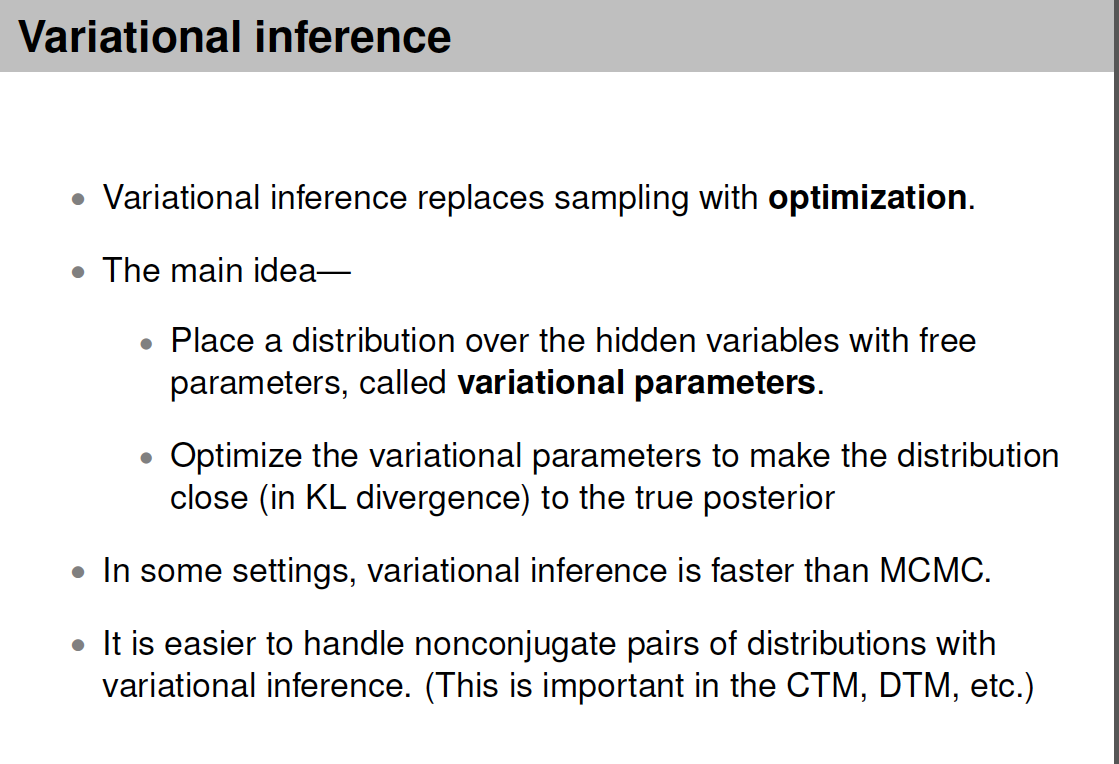 Variational inference
• Variational inference replaces sampling with optimization.
• The main idea—
• Place a distribution over the hidden variables with free
parameters, called variational parameters.
• Optimize the variational parameters to make the distribution
close (in KL divergence) to the true posterior
• In some settings, variational inference is faster than MCMC.
• It is easier to handle nonconjugate pairs of distributions with
variational inference. (This is important in the CTM, DTM, etc.)